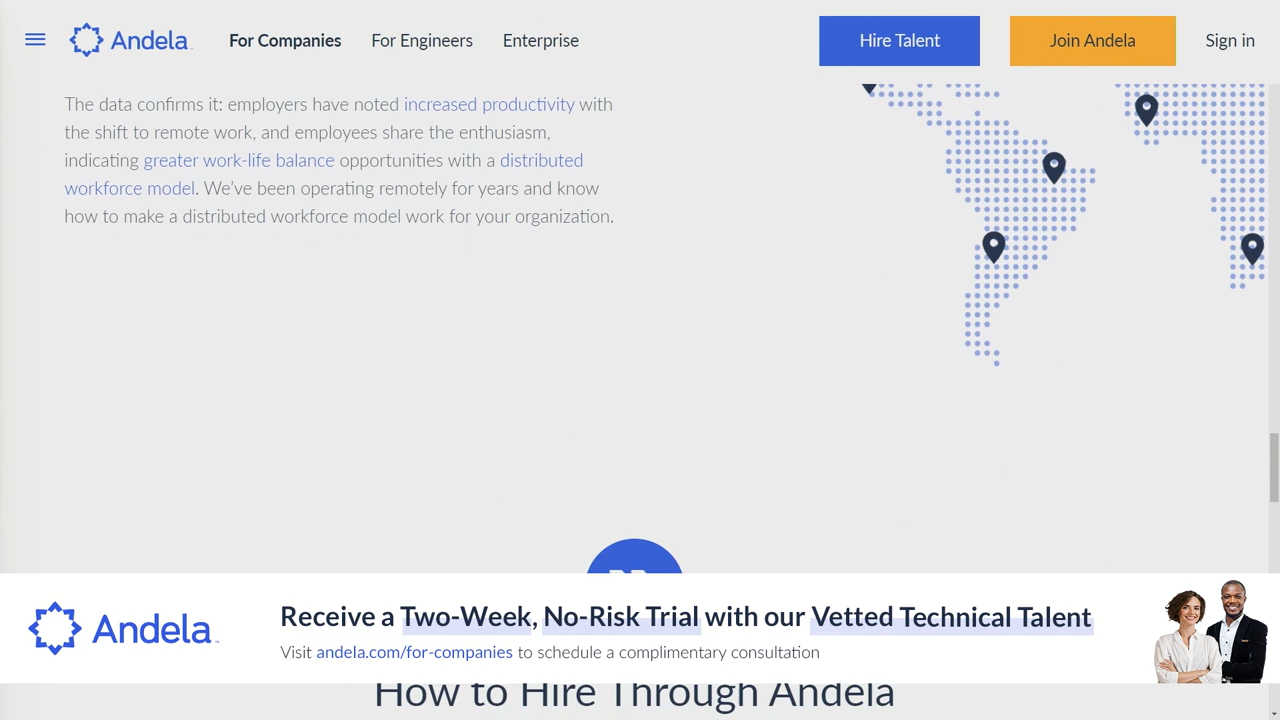 Andela
For Companies
For Engineers
Enterprise
Hire Talent
Join Andela
Sign in
The data confirms it: employers have noted increased productivity with
the shift to remote work, and employees share the enthusiasm,
indicating greater work-life balance opportunities with a distributed
workforce model. We've been operating remotely for years and know
how to make a distributed workforce model work for your organization.
Andela
Receive a Two-Week, No-Risk Trial with our Vetted Technical Talent
Visit andela.com/for-companies to schedule a complimentary consultation
How to Hire Through Andela